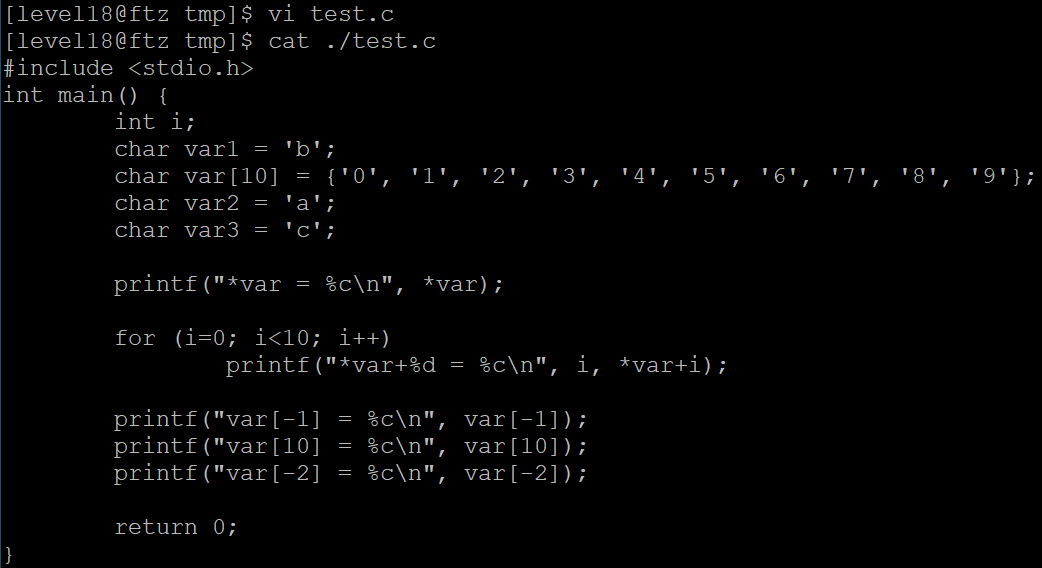 [level18@ftz tmp]$ vi test.c
[level18@ftz tmp]$ cat ./test.c
#include <stdio.h>
int main() {
        int i;
        char var1 = 'b';
        char var[10] = {'0', '1', '2', '3', '4', '5', '6', '7', '8', '9'};
        char var2 = 'a';
        char var3 = 'c';

        printf("*var = %c\n", *var);

        for (i=0; i<10; i++)
                printf("*var+%d = %c\n", i, *var+i);

        printf("var[-1] = %c\n", var[-1]);
        printf("var[10] = %c\n", var[10]);
        printf("var[-2] = %c\n", var[-2]);

        return 0;
}